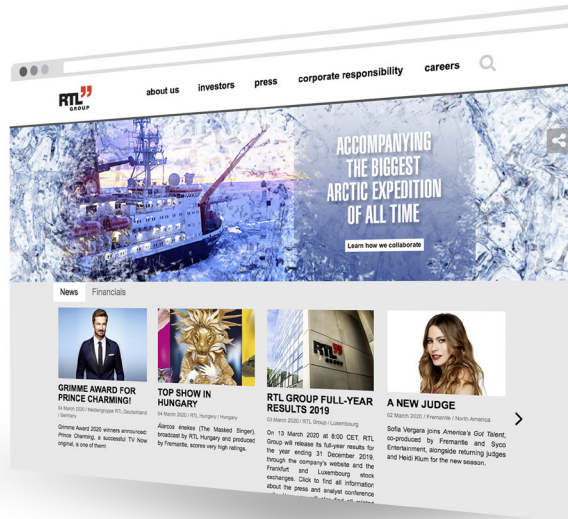 RTL
GROUP
about us
investors
press
corporate responsibility
careers
ACCOMPANYING
THE BIGGEST
ARCTIC EXPEDITION
OF ALL TIME
Learn how we collaborate
News
Financials
GRIMME AWARD FOR
PRINCE CHARMING!
04 March 2020 / Mediengruppe RTL Deutschland
/ Germany
Grimme Award 2020 winners announced:
Prince Charming, a successful TV Now
original, is one of them!
TOP SHOW IN
HUNGARY
04 March 2020 / RTL Hungary / Hungary
Álarcos énekes (The Masked Singer),
broadcast by RTL Hungary and produced
by Fremantle, scores very high ratings.
RTL
RTL GROUP FULL-YEAR
RESULTS 2019
03 March 2020 / RTL Group / Luxembourg
On 13 March 2020 at 8:00 CET, RTL
Group will release its full-year results for
the year ending 31 December 2019,
through the company's website and the
Frankfurt and Luxembourg stock
exchanges. Click to find all information
about the press and analyst conference
A NEW JUDGE
02 March 2020 / Fremantle / North America
Sofia Vergara joins America's Got Talent,
co-produced by Fremantle and Syco
Entertainment, alongside returning judges
and Heidi Klum for the new season.